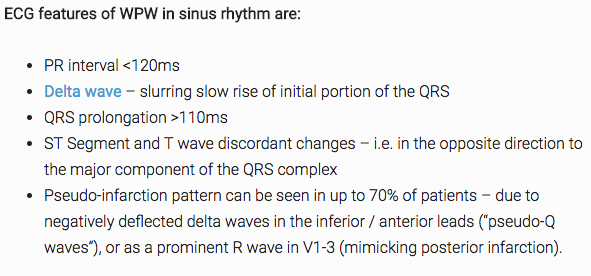 ECG features of WPW in sinus rhythm are:
• PR interval <120ms
• Delta wave – slurring slow rise of initial portion of the QRS
• QRS prolongation >110ms
• ST Segment and T wave discordant changes – i.e. in the opposite direction to
the major component of the QRS complex
• Pseudo-infarction pattern can be seen in up to 70% of patients – due to
negatively deflected delta waves in the inferior / anterior leads (“pseudo-Q
waves”), or as a prominent R wave in V1-3 (mimicking posterior infarction).